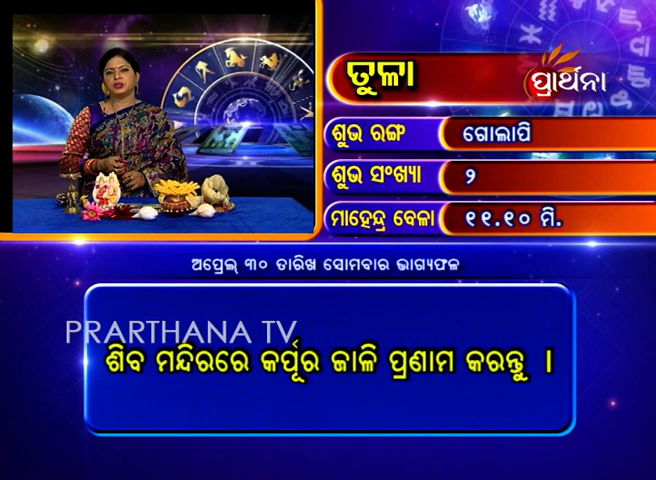 ତୁଳା
ପ୍ରାର୍ଥନା
ଶୁଭ ରଙ୍ଗ ଗୋଲାପି
ଶୁଭ ସଂଖ୍ୟା ୨
ମାହେନ୍ଦ୍ର ବେଳା ୧୧.୧୦ ମି.
ଅପ୍ରେଲ୍ ୩୦ ତାରିଖ ସୋମବାର ଭାଗ୍ୟଫଳ
PRARTHANA TV
ଶିବ ମନ୍ଦିରରେ କର୍ପୂର ଜାଳି ପ୍ରଣାମ କରନ୍ତୁ ।